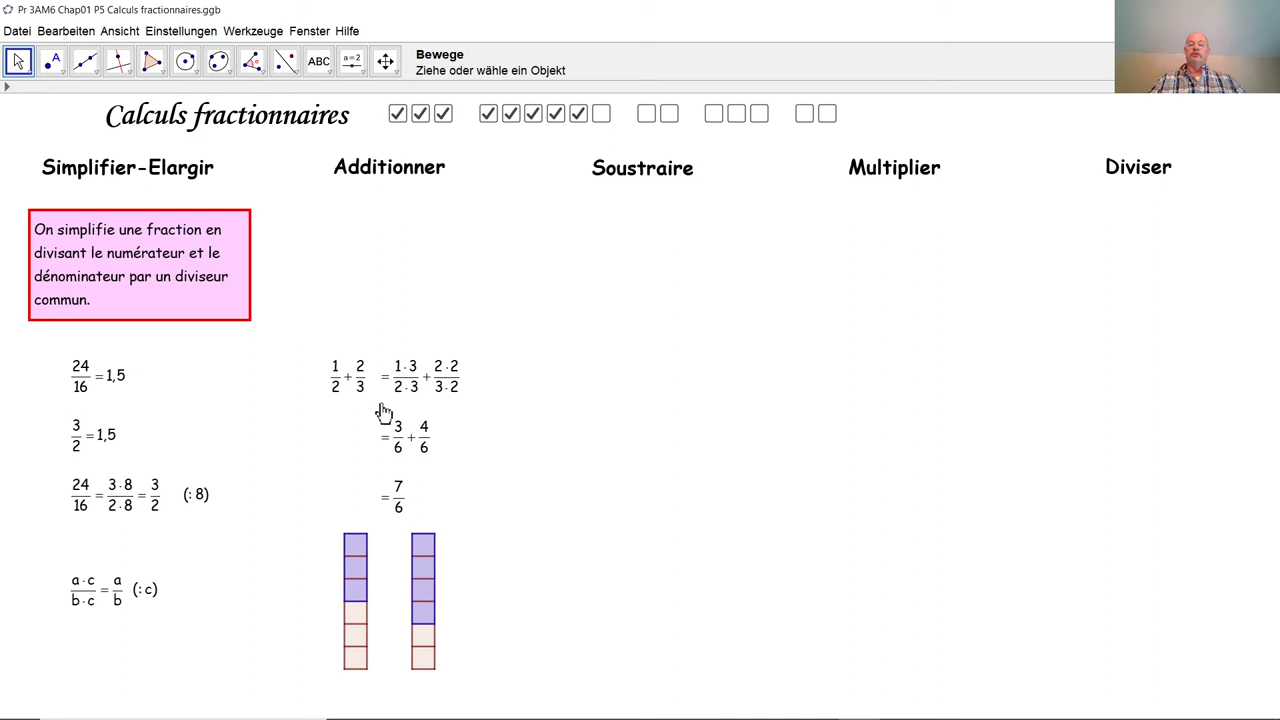 Pr 3AM6 Chap01 P5 Calculs fractionnaires.ggb
Datei Bearbeiten Ansicht Einstellungen Werkzeuge Fenster Hilfe
A ABC a=2
Bewege
Ziehe oder wähle ein Objekt
Calculs fractionnaires
Simplifier-Elargir Additionner Soustraire Multiplier Diviser
On simplifie une fraction en
divisant le numérateur et le
dénominateur par un diviseur
commun.
24/16 = 1,5
3/2 = 1,5
24/16 = 3·8/2·8 = 3/2 (: 8)
a·c/b·c = a/b (: c)
1/2 + 2/3 = 1·3/2·3 + 2·2/3·2
= 3/6 + 4/6
= 7/6